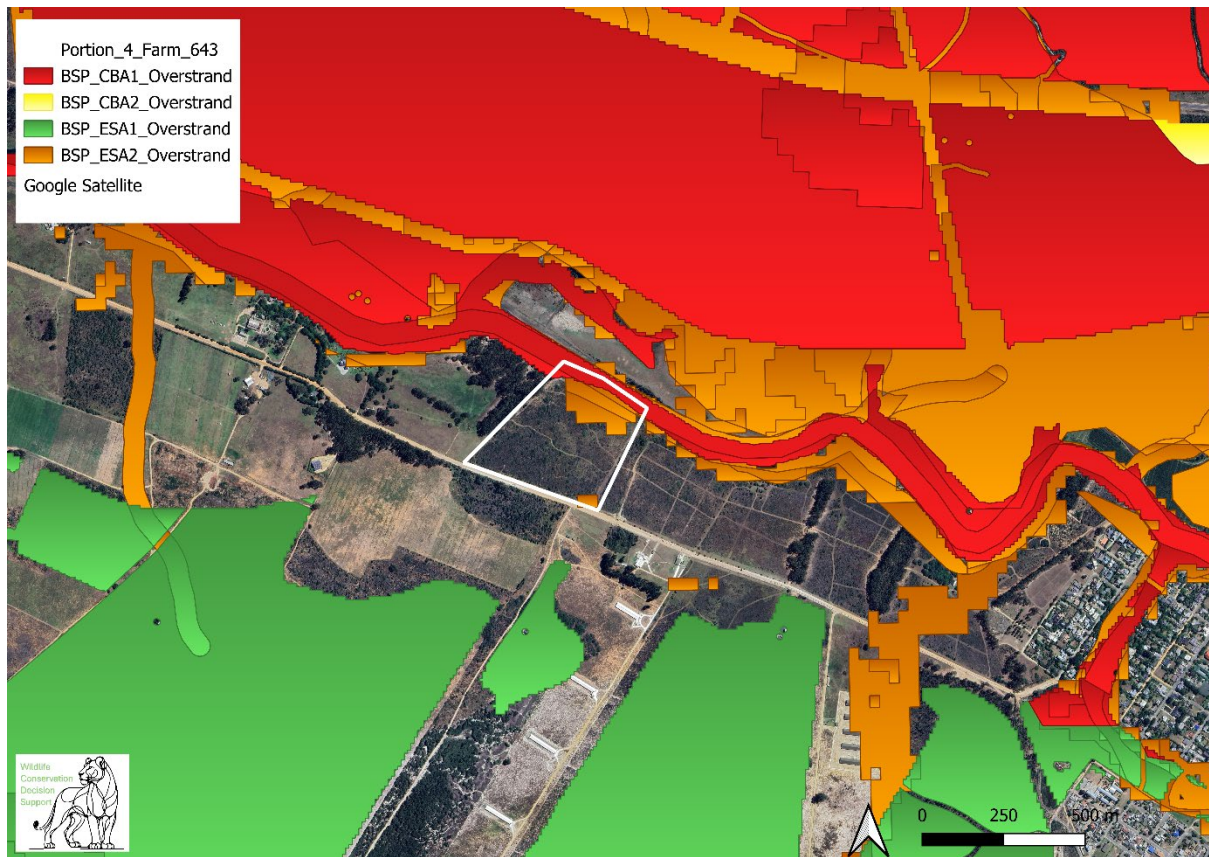 Portion_4_Farm_643
BSP_CBA1_Overstrand
BSP_CBA2_Overstrand
BSP_ESA1_Overstrand
BSP_ESA2_Overstrand
Google Satellite
Wildlife
Conservation
Decision
Support
0 250 500 m